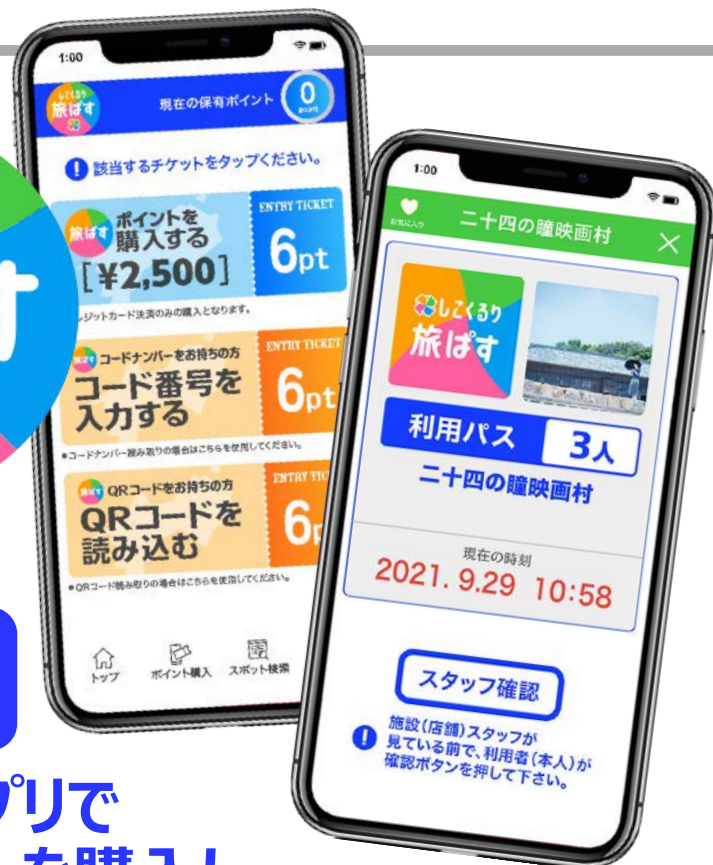 1:00
しこくるり
旅ぱす
現在の保有ポイント
0
point
! 該当するチケットをタップください。
旅ぱす
ポイントを
購入する
[¥2,500]
ENTRY TICKET
6pt
レジットカード決済のみの購入となります。
旅ぱす コードナンバーをお持ちの方
コード番号を
入力する
ENTRY TICKET
6pt
●コードナンバー読み取りの場合はこちらを使用してください。
旅ぱす QRコードをお持ちの方
QRコードを
読み込む
ENTRY TIC
6
●QRコード読み取りの場合はこちらを使用してください。
トップ
ポイント購入
スポット検索
1:00
お気に入り
二十四の瞳映画村
しこくるり
旅ぱす
利用パス
3人
二十四の瞳映画村
現在の時刻
2021. 9.29 10:58
スタッフ確認
! 施設(店舗)スタッフが
見ている前で、利用者(本人)が
確認ボタンを押して下さい。
す
プリで
を購入し